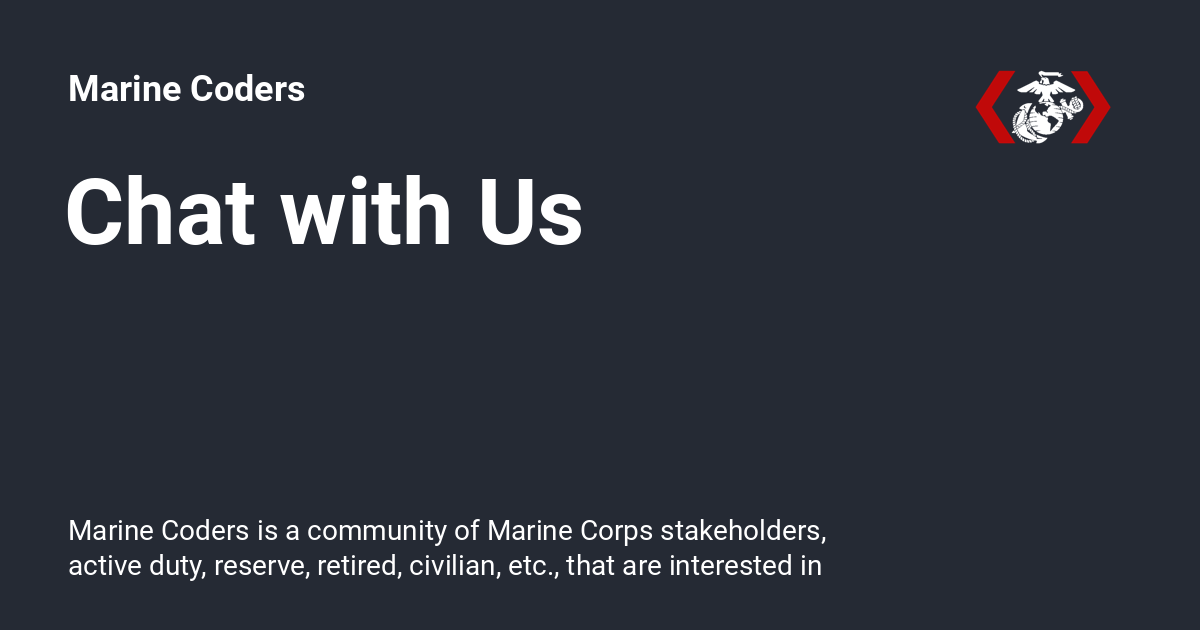 Marine Coders
Chat with Us
Marine Coders is a community of Marine Corps stakeholders,
active duty, reserve, retired, civilian, etc., that are interested in